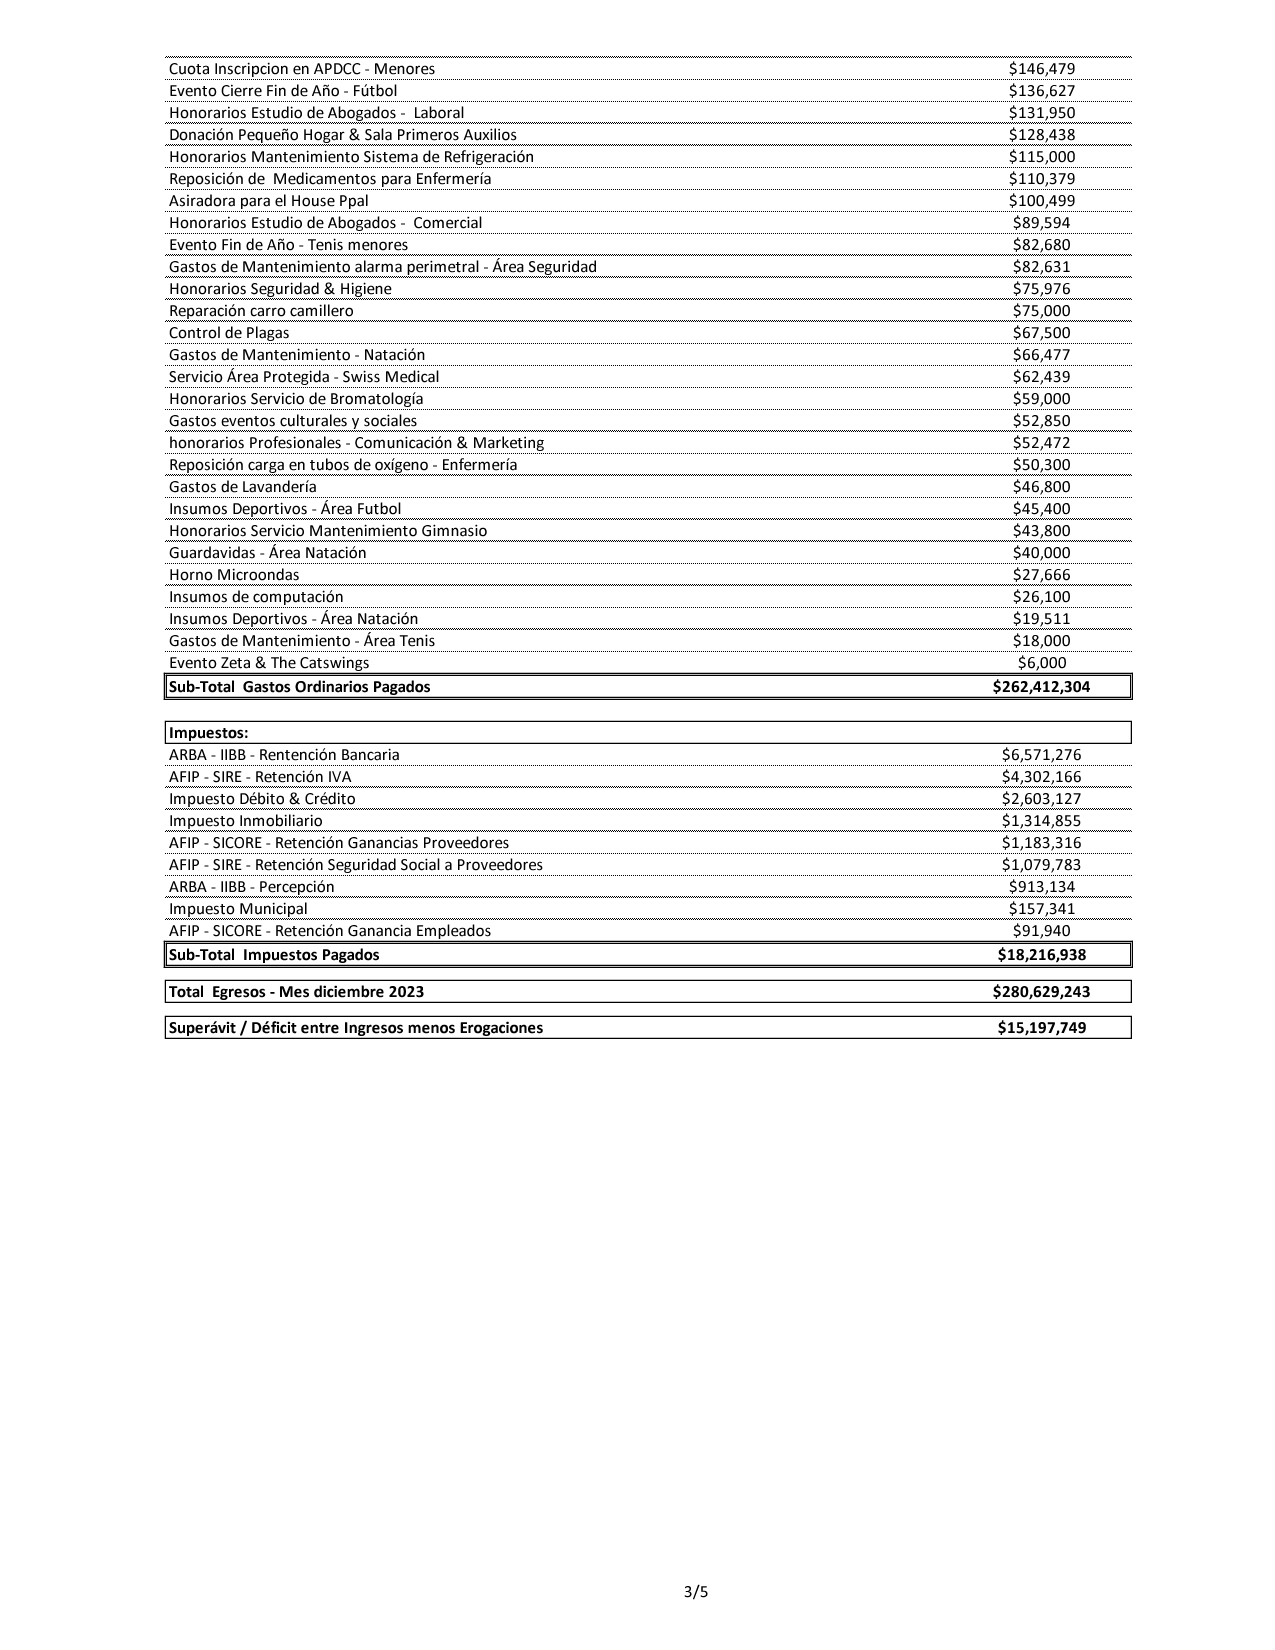 Cuota Inscripcion en APDCC - Menores $146,479
Evento Cierre Fin de Año - Fútbol $136,627
Honorarios Estudio de Abogados -  Laboral $131,950
Donación Pequeño Hogar & Sala Primeros Auxilios $128,438
Honorarios Mantenimiento Sistema de Refrigeración $115,000
Reposición de  Medicamentos para Enfermería $110,379
Asiradora para el House Ppal $100,499
Honorarios Estudio de Abogados -  Comercial $89,594
Evento Fin de Año - Tenis menores $82,680
Gastos de Mantenimiento alarma perimetral - Área Seguridad $82,631
Honorarios Seguridad & Higiene $75,976
Reparación carro camillero $75,000
Control de Plagas $67,500
Gastos de Mantenimiento - Natación $66,477
Servicio Área Protegida - Swiss Medical $62,439
Honorarios Servicio de Bromatología $59,000
Gastos eventos culturales y sociales $52,850
honorarios Profesionales - Comunicación & Marketing $52,472
Reposición carga en tubos de oxígeno - Enfermería $50,300
Gastos de Lavandería $46,800
Insumos Deportivos - Área Futbol $45,400
Honorarios Servicio Mantenimiento Gimnasio $43,800
Guardavidas - Área Natación $40,000
Horno Microondas $27,666
Insumos de computación $26,100
Insumos Deportivos - Área Natación $19,511
Gastos de Mantenimiento - Área Tenis $18,000
Evento Zeta & The Catswings $6,000
Sub-Total  Gastos Ordinarios Pagados $262,412,304
Impuestos:
ARBA - IIBB - Rentención Bancaria $6,571,276
AFIP - SIRE - Retención IVA $4,302,166
Impuesto Débito & Crédito $2,603,127
Impuesto Inmobiliario $1,314,855
AFIP - SICORE - Retención Ganancias Proveedores $1,183,316
AFIP - SIRE - Retención Seguridad Social a Proveedores $1,079,783
ARBA - IIBB - Percepción $913,134
Impuesto Municipal $157,341
AFIP - SICORE - Retención Ganancia Empleados $91,940
Sub-Total  Impuestos Pagados $18,216,938
Total  Egresos - Mes diciembre 2023 $280,629,243
Superávit / Déficit entre Ingresos menos Erogaciones $15,197,749
3/5